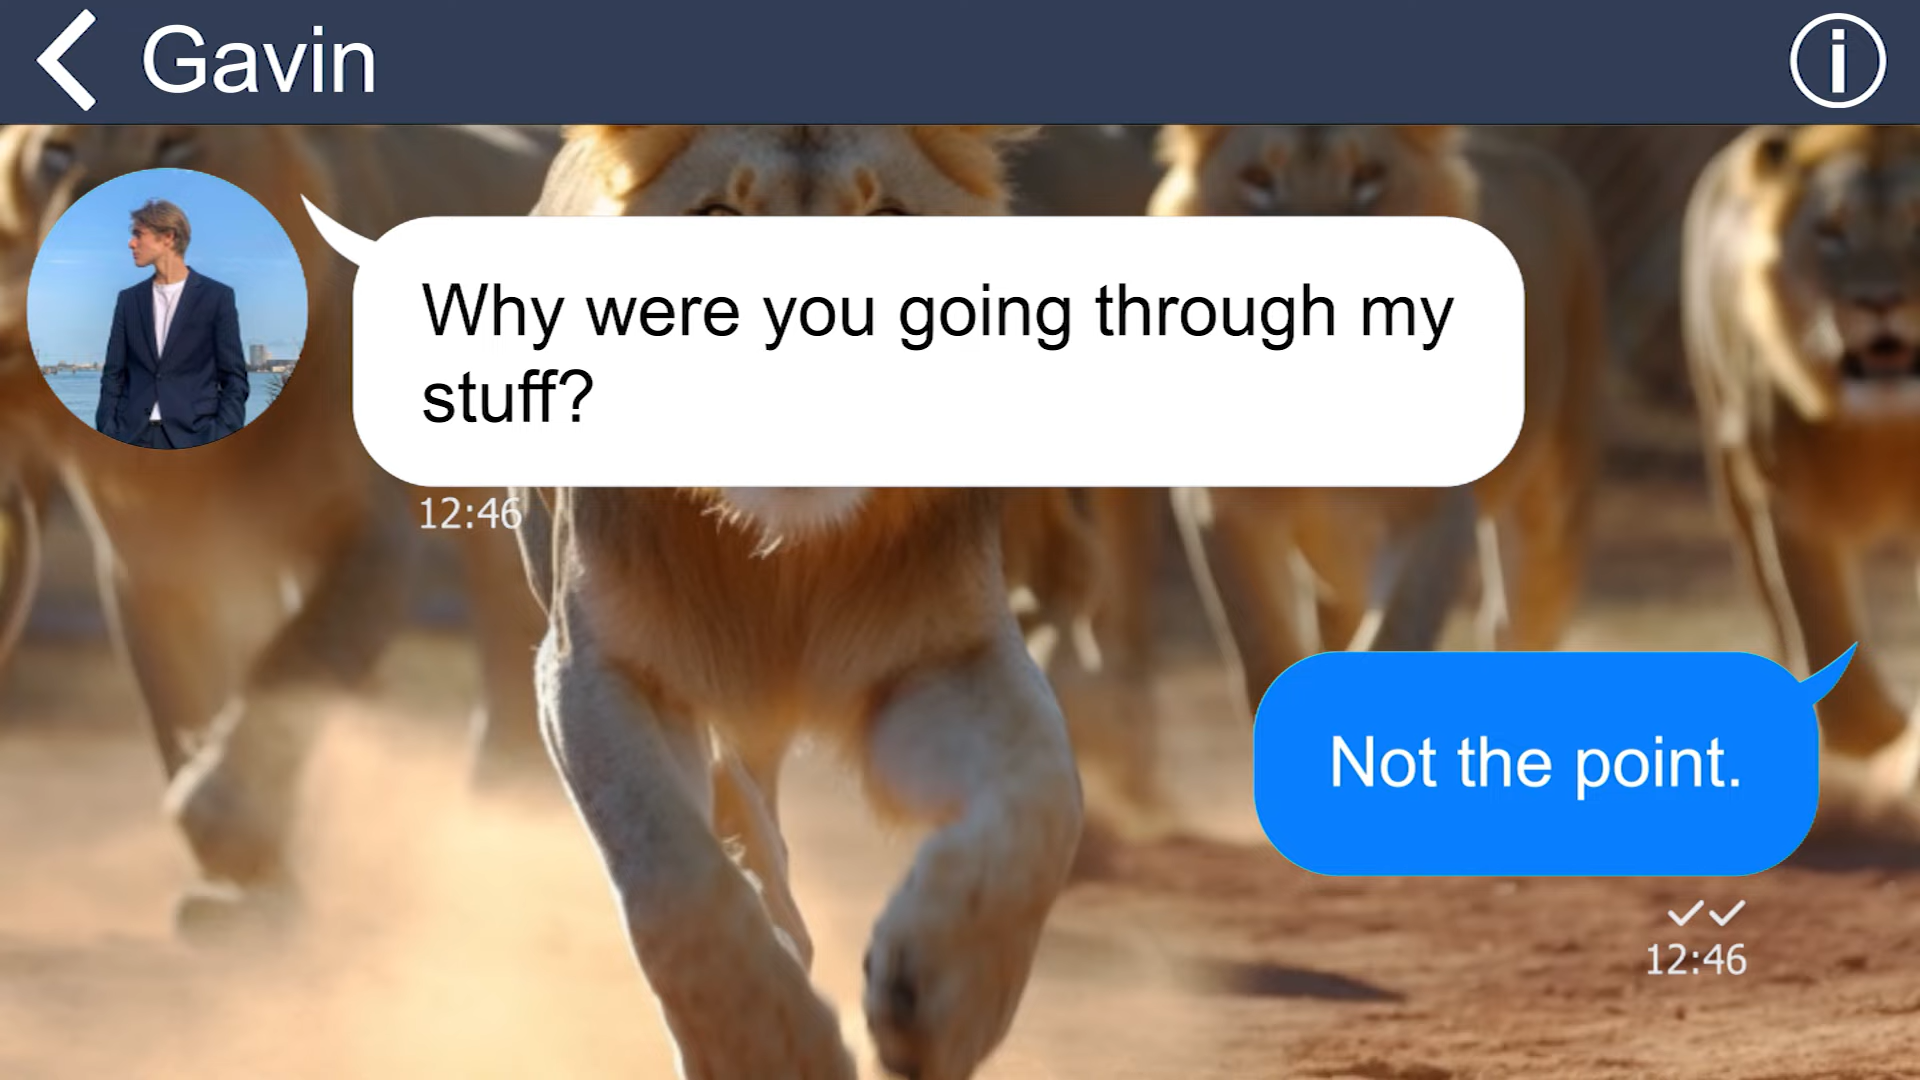 Gavin
Why were you going through my
stuff?
12:46
Not the point.
12:46